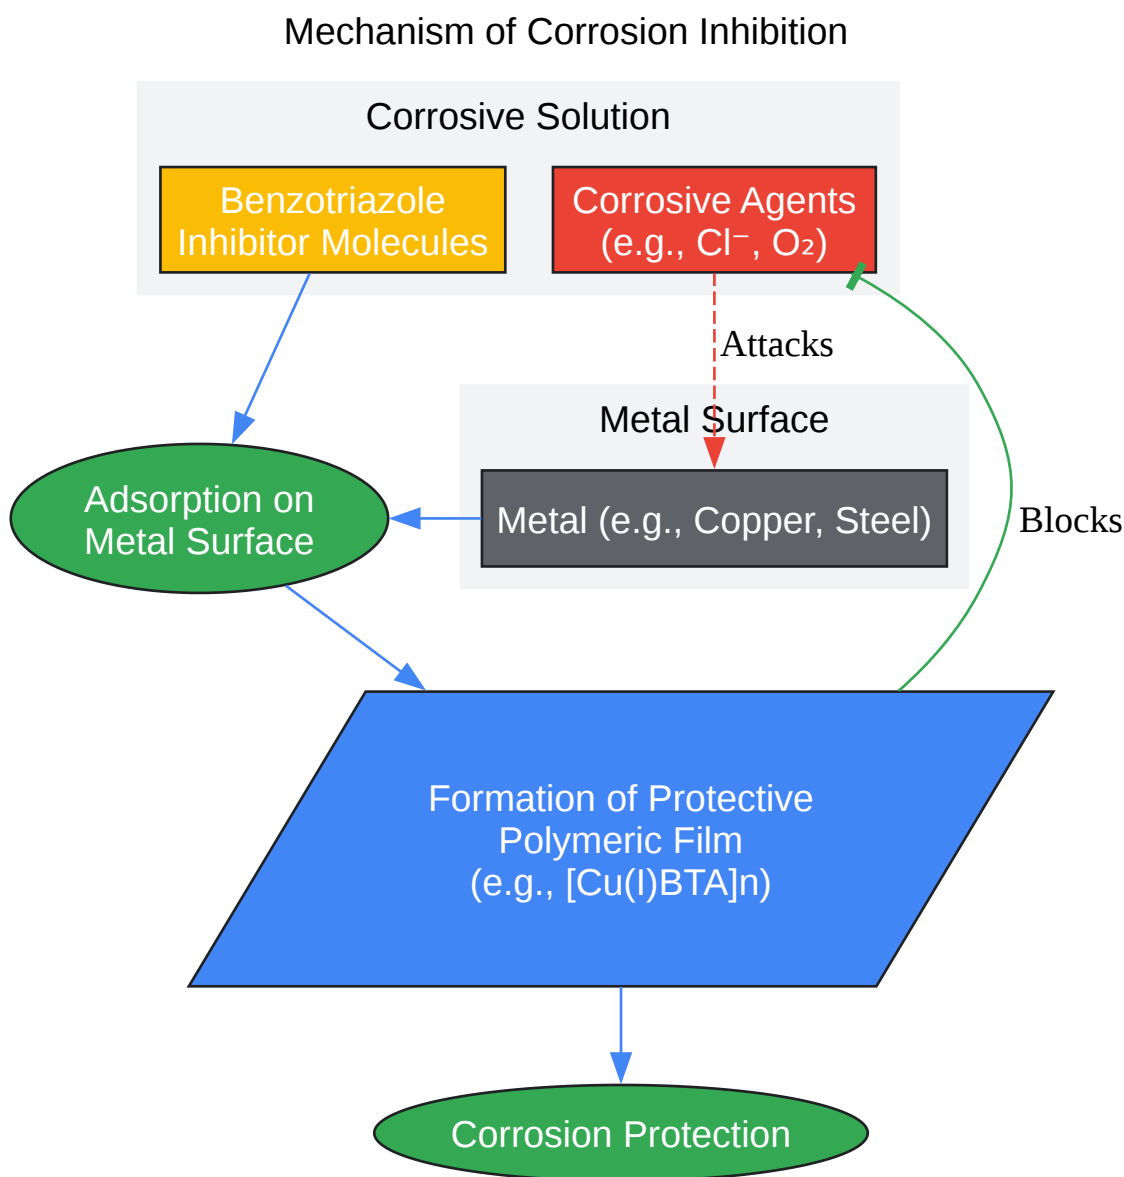 Mechanism of Corrosion Inhibition
Corrosive Solution
Benzotriazole
Inhibitor Molecules
Corrosive Agents
(e.g., Cl⁻, O₂)
Attacks
Metal Surface
Adsorption on
Metal Surface
Metal (e.g., Copper, Steel)
Blocks
Formation of Protective
Polymeric Film
(e.g., [Cu(I)BTA]n)
Corrosion Protection